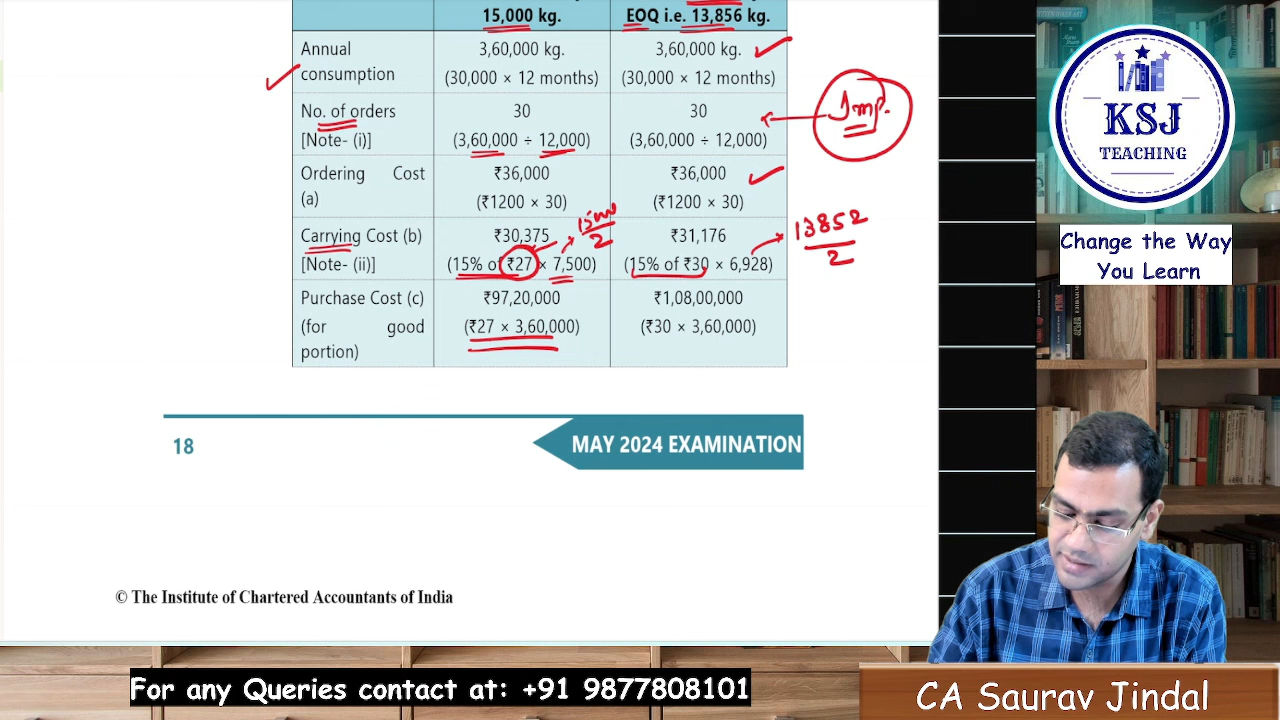 15,000 kg.
EOQ i.e. 13,856 kg.
Annual consumption
3,60,000 kg.
(30,000 × 12 months)
3,60,000 kg.
(30,000 × 12 months)
Imp.
No. of orders
[Note- (i)]
30
(3,60,000 ÷ 12,000)
30
(3,60,000 ÷ 12,000)
Ordering Cost
(a)
₹36,000
(₹1200 × 30)
₹36,000
(₹1200 × 30)
Carrying Cost (b)
[Note- (ii)]
₹30,375
(15% of ₹27 × 7,500)
15000
2
₹31,176
(15% of ₹30 × 6,928)
13852
2
Purchase Cost (c)
(for good
portion)
₹97,20,000
(₹27 × 3,60,000)
₹1,08,00,000
(₹30 × 3,60,000)
18
MAY 2024 EXAMINATION
© The Institute of Chartered Accountants of India
KSJ
TEACHING
Change the Way
You Learn
For any Queries contact at: +91 9877808101
CA Saurav Jindal